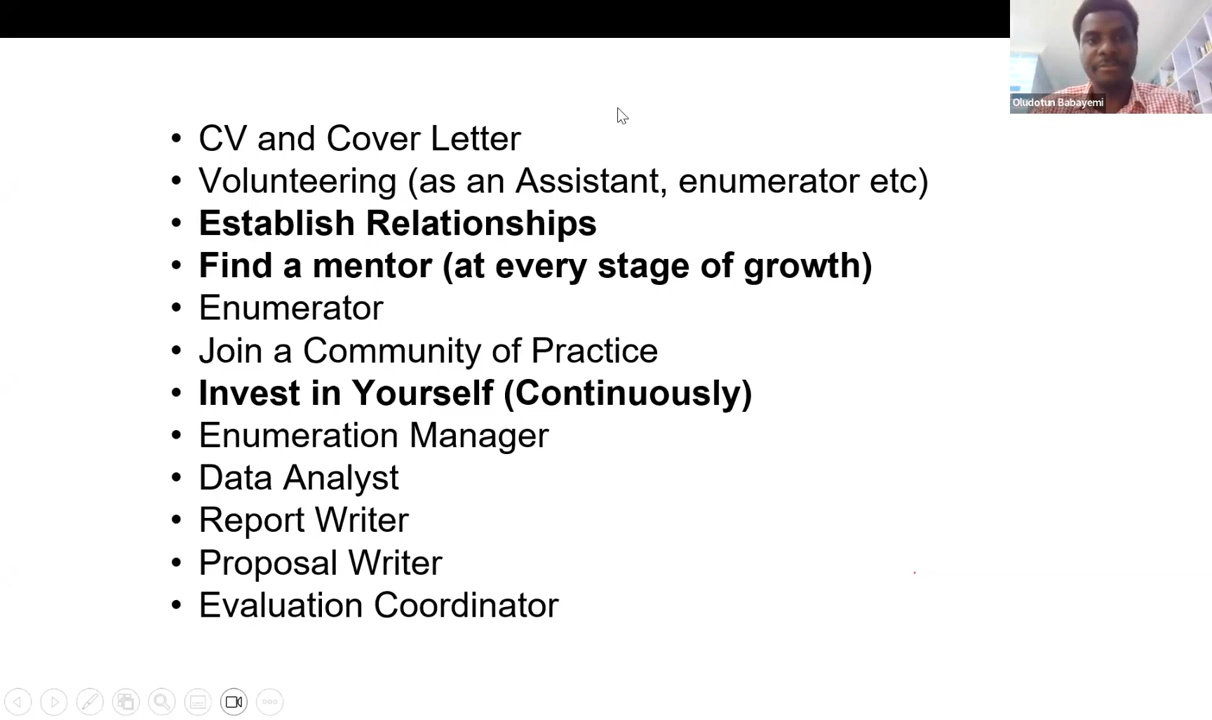 Oludotun Babayemi
• CV and Cover Letter
• Volunteering (as an Assistant, enumerator etc)
• Establish Relationships
• Find a mentor (at every stage of growth)
• Enumerator
• Join a Community of Practice
• Invest in Yourself (Continuously)
• Enumeration Manager
• Data Analyst
• Report Writer
• Proposal Writer
• Evaluation Coordinator